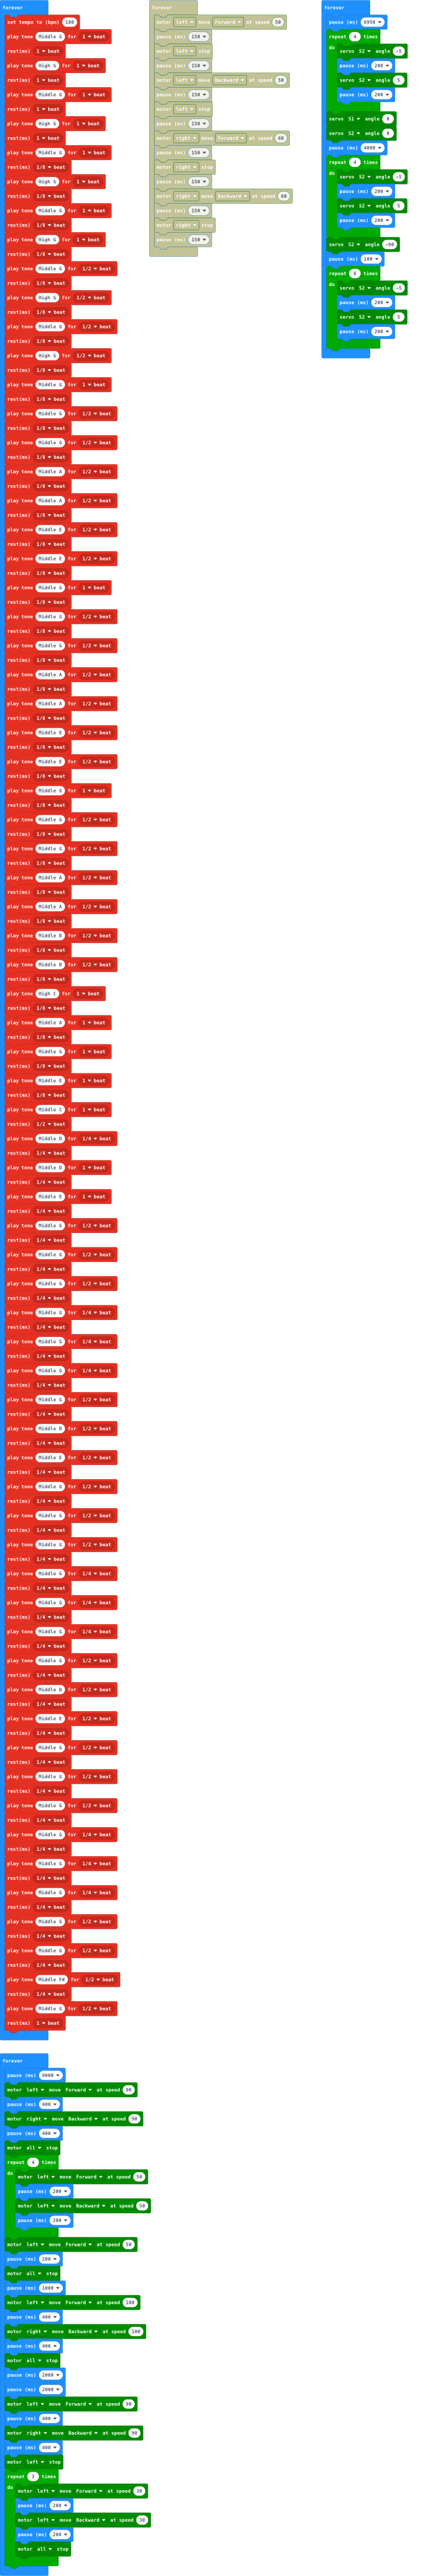 forever
set tempo to (bpm) 180
play tone Middle G for 1 beat
rest(ms) 1 beat
play tone High G for 1 beat
rest(ms) 1 beat
play tone Middle G for 1 beat
rest(ms) 1 beat
play tone High G for 1 beat
rest(ms) 1 beat
play tone Middle G for 1 beat
rest(ms) 1/8 beat
play tone High G for 1 beat
rest(ms) 1/8 beat
play tone Middle G for 1 beat
rest(ms) 1/8 beat
play tone High G for 1 beat
rest(ms) 1/8 beat
play tone Middle G for 1/2 beat
rest(ms) 1/8 beat
play tone High G for 1/2 beat
rest(ms) 1/8 beat
play tone Middle G for 1/2 beat
rest(ms) 1/8 beat
play tone High G for 1/2 beat
rest(ms) 1/8 beat
play tone Middle G for 1 beat
rest(ms) 1/8 beat
play tone Middle G for 1/2 beat
rest(ms) 1/8 beat
play tone Middle G for 1/2 beat
rest(ms) 1/8 beat
play tone Middle A for 1/2 beat
rest(ms) 1/8 beat
play tone Middle A for 1/2 beat
rest(ms) 1/8 beat
play tone Middle E for 1/2 beat
rest(ms) 1/8 beat
play tone Middle E for 1/2 beat
rest(ms) 1/8 beat
play tone Middle G for 1 beat
rest(ms) 1/8 beat
play tone Middle G for 1/2 beat
rest(ms) 1/8 beat
play tone Middle G for 1/2 beat
rest(ms) 1/8 beat
play tone Middle A for 1/2 beat
rest(ms) 1/8 beat
play tone Middle A for 1/2 beat
rest(ms) 1/8 beat
play tone Middle E for 1/2 beat
rest(ms) 1/8 beat
play tone Middle E for 1/2 beat
rest(ms) 1/8 beat
play tone Middle G for 1 beat
rest(ms) 1/8 beat
play tone Middle G for 1/2 beat
rest(ms) 1/8 beat
play tone Middle G for 1/2 beat
rest(ms) 1/8 beat
play tone Middle A for 1/2 beat
rest(ms) 1/8 beat
play tone Middle A for 1/2 beat
rest(ms) 1/8 beat
play tone Middle B for 1/2 beat
rest(ms) 1/8 beat
play tone Middle B for 1/2 beat
rest(ms) 1/8 beat
play tone High C for 1 beat
rest(ms) 1/8 beat
play tone Middle A for 1 beat
rest(ms) 1/8 beat
play tone Middle G for 1 beat
rest(ms) 1/8 beat
play tone Middle E for 1 beat
rest(ms) 1/8 beat
play tone Middle C for 1 beat
rest(ms) 1/2 beat
play tone Middle D for 1/4 beat
rest(ms) 1/4 beat
play tone Middle D for 1 beat
rest(ms) 1/4 beat
play tone Middle E for 1 beat
rest(ms) 1/4 beat
play tone Middle G for 1/2 beat
rest(ms) 1/4 beat
play tone Middle G for 1/2 beat
rest(ms) 1/4 beat
play tone Middle G for 1/2 beat
rest(ms) 1/4 beat
play tone Middle G for 1/4 beat
rest(ms) 1/4 beat
play tone Middle G for 1/4 beat
rest(ms) 1/4 beat
play tone Middle G for 1/4 beat
rest(ms) 1/4 beat
play tone Middle G for 1/2 beat
rest(ms) 1/4 beat
play tone Middle D for 1/2 beat
rest(ms) 1/4 beat
play tone Middle E for 1/2 beat
rest(ms) 1/4 beat
play tone Middle G for 1/2 beat
rest(ms) 1/4 beat
play tone Middle G for 1/2 beat
rest(ms) 1/4 beat
play tone Middle G for 1/2 beat
rest(ms) 1/4 beat
play tone Middle G for 1/4 beat
rest(ms) 1/4 beat
play tone Middle G for 1/4 beat
rest(ms) 1/4 beat
play tone Middle G for 1/4 beat
rest(ms) 1/4 beat
play tone Middle G for 1/2 beat
rest(ms) 1/4 beat
play tone Middle D for 1/2 beat
rest(ms) 1/4 beat
play tone Middle E for 1/2 beat
rest(ms) 1/4 beat
play tone Middle G for 1/2 beat
rest(ms) 1/4 beat
play tone Middle G for 1/2 beat
rest(ms) 1/4 beat
play tone Middle G for 1/2 beat
rest(ms) 1/4 beat
play tone Middle G for 1/4 beat
rest(ms) 1/4 beat
play tone Middle G for 1/4 beat
rest(ms) 1/4 beat
play tone Middle G for 1/4 beat
rest(ms) 1/4 beat
play tone Middle G for 1/2 beat
rest(ms) 1/4 beat
play tone Middle G for 1/2 beat
rest(ms) 1/4 beat
play tone Middle F# for 1/2 beat
rest(ms) 1/4 beat
play tone Middle G for 1/2 beat
rest(ms) 1 beat
forever
pause (ms) 9000
motor left move Forward at speed 90
pause (ms) 400
motor right move Backward at speed 90
pause (ms) 400
motor all stop
repeat 4 times
do
motor left move Forward at speed 50
pause (ms) 200
motor left move Backward at speed 50
pause (ms) 200
motor left move Forward at speed 50
pause (ms) 200
motor all stop
pause (ms) 1000
motor left move Forward at speed 100
pause (ms) 400
motor right move Backward at speed 100
pause (ms) 400
motor all stop
pause (ms) 2000
pause (ms) 2000
motor left move Forward at speed 90
pause (ms) 400
motor right move Backward at speed 90
pause (ms) 400
motor left stop
repeat 3 times
do
motor left move Forward at speed 30
pause (ms) 200
motor left move Backward at speed 30
pause (ms) 200
motor all stop
forever
motor left move Forward at speed 50
pause (ms) 150
motor left stop
pause (ms) 150
motor left move Backward at speed 50
pause (ms) 150
motor left stop
pause (ms) 150
motor right move Forward at speed 60
pause (ms) 150
motor right stop
pause (ms) 150
motor right move Backward at speed 60
pause (ms) 150
motor right stop
pause (ms) 150
forever
pause (ms) 6950
repeat 4 times
do
servo S2 angle -5
pause (ms) 200
servo S2 angle 5
pause (ms) 200
servo S1 angle 0
servo S2 angle 0
pause (ms) 4000
repeat 4 times
do
servo S2 angle -5
pause (ms) 200
servo S2 angle 5
pause (ms) 200
servo S2 angle -90
pause (ms) 100
repeat 8 times
do
servo S2 angle -5
pause (ms) 200
servo S2 angle 5
pause (ms) 200